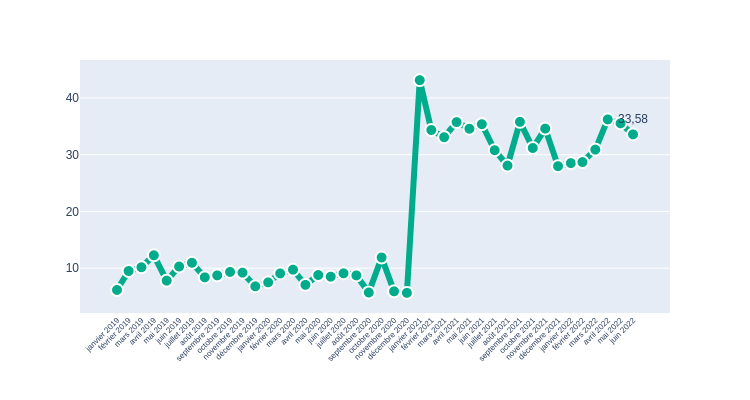 40
30
20
10
33,58
janvier 2019
février 2019
mars 2019
avril 2019
mai 2019
juin 2019
juillet 2019
août 2019
septembre 2019
octobre 2019
novembre 2019
décembre 2019
janvier 2020
février 2020
mars 2020
avril 2020
mai 2020
juin 2020
juillet 2020
août 2020
septembre 2020
octobre 2020
novembre 2020
décembre 2020
janvier 2021
février 2021
mars 2021
avril 2021
mai 2021
juin 2021
juillet 2021
août 2021
septembre 2021
octobre 2021
novembre 2021
décembre 2021
janvier 2022
février 2022
mars 2022
avril 2022
mai 2022
juin 2022